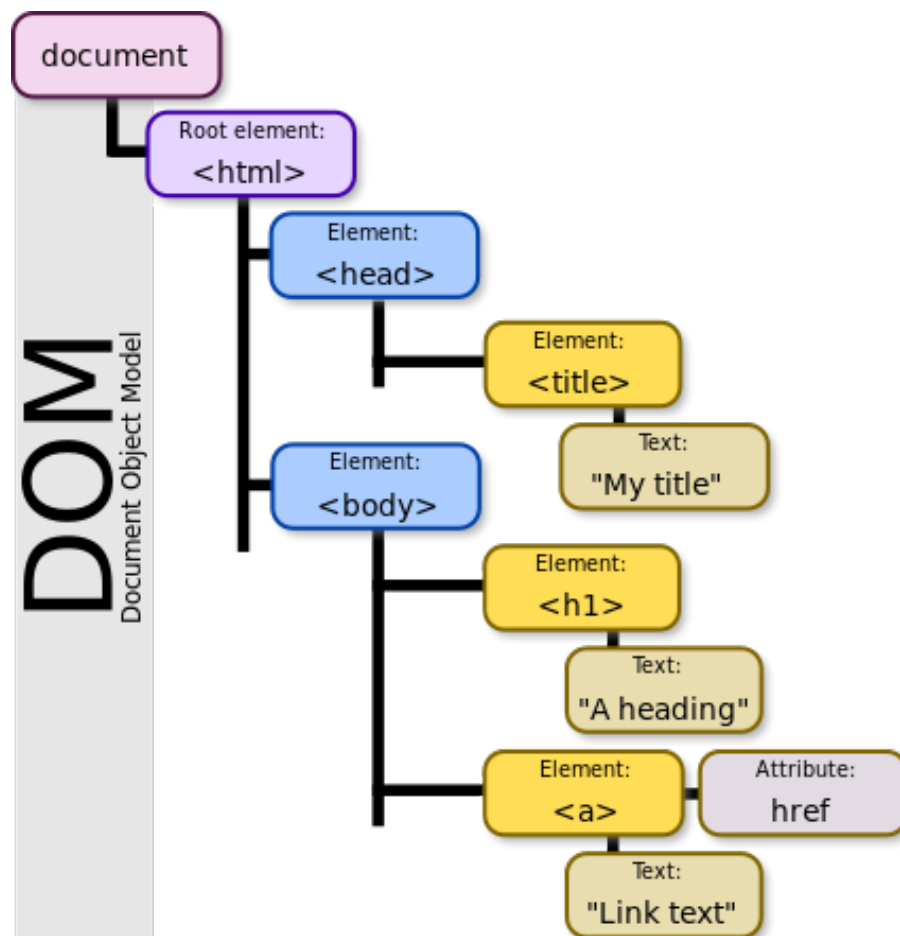 document
Root element:
<html>
Element:
<head>
Element:
<title>
Text:
"My title"
Element:
<body>
Element:
<h1>
Text:
"A heading"
Element:
<a>
Attribute:
href
Text:
"Link text"
DOM
Document Object Model